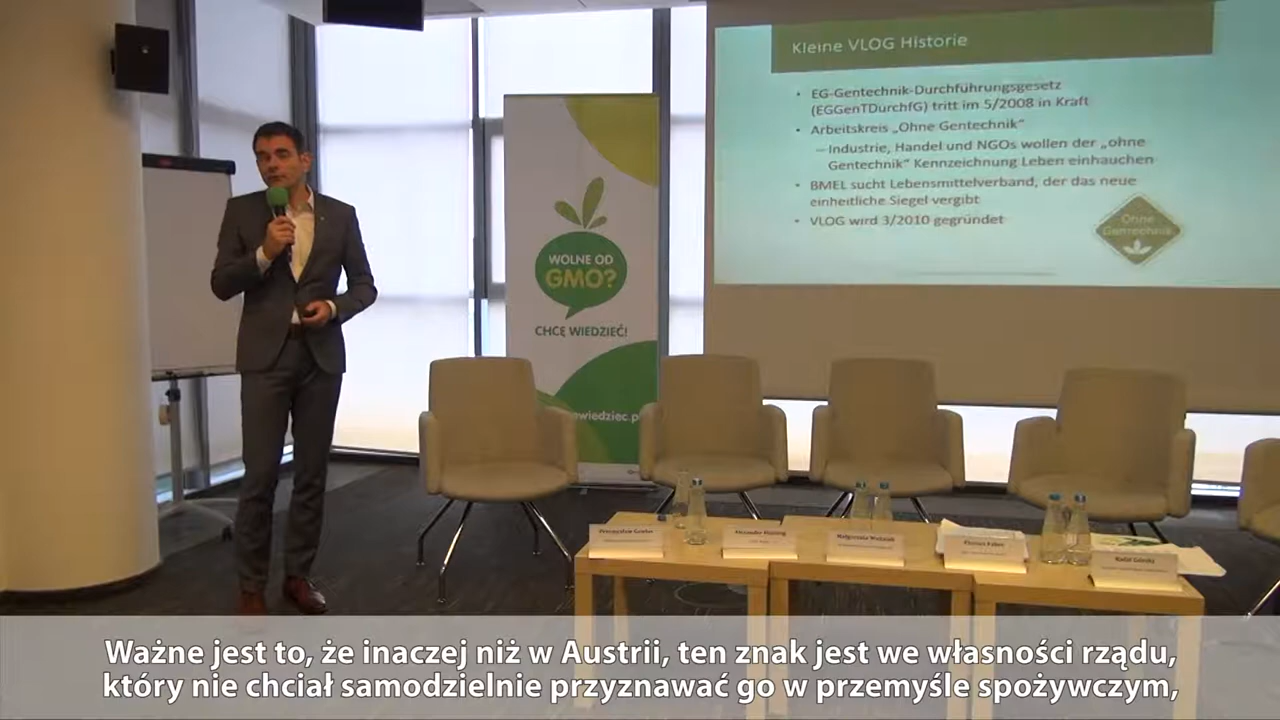 Kleine VLOG Historie
• EG-Gentechnik-Durchführungsgesetz
(EGGenTDurchfG) tritt im 5/2008 in Kraft
• Arbeitskreis „Ohne Gentechnik“
– Industrie, Handel und NGOs wollen der „ohne
Gentechnik“ Kennzeichnung Leben einhauchen
• BMEL sucht Lebensmittelverband, der das neue
einheitliche Siegel vergibt
• VLOG wird 3/2010 gegründet
Ohne
Gentechnik
WOLNE OD
GMO?
CHCĘ WIEDZIEĆ!
Ważne jest to, że inaczej niż w Austrii, ten znak jest we własności rządu,
który nie chciał samodzielnie przyznawać go w przemyśle spożywczym,